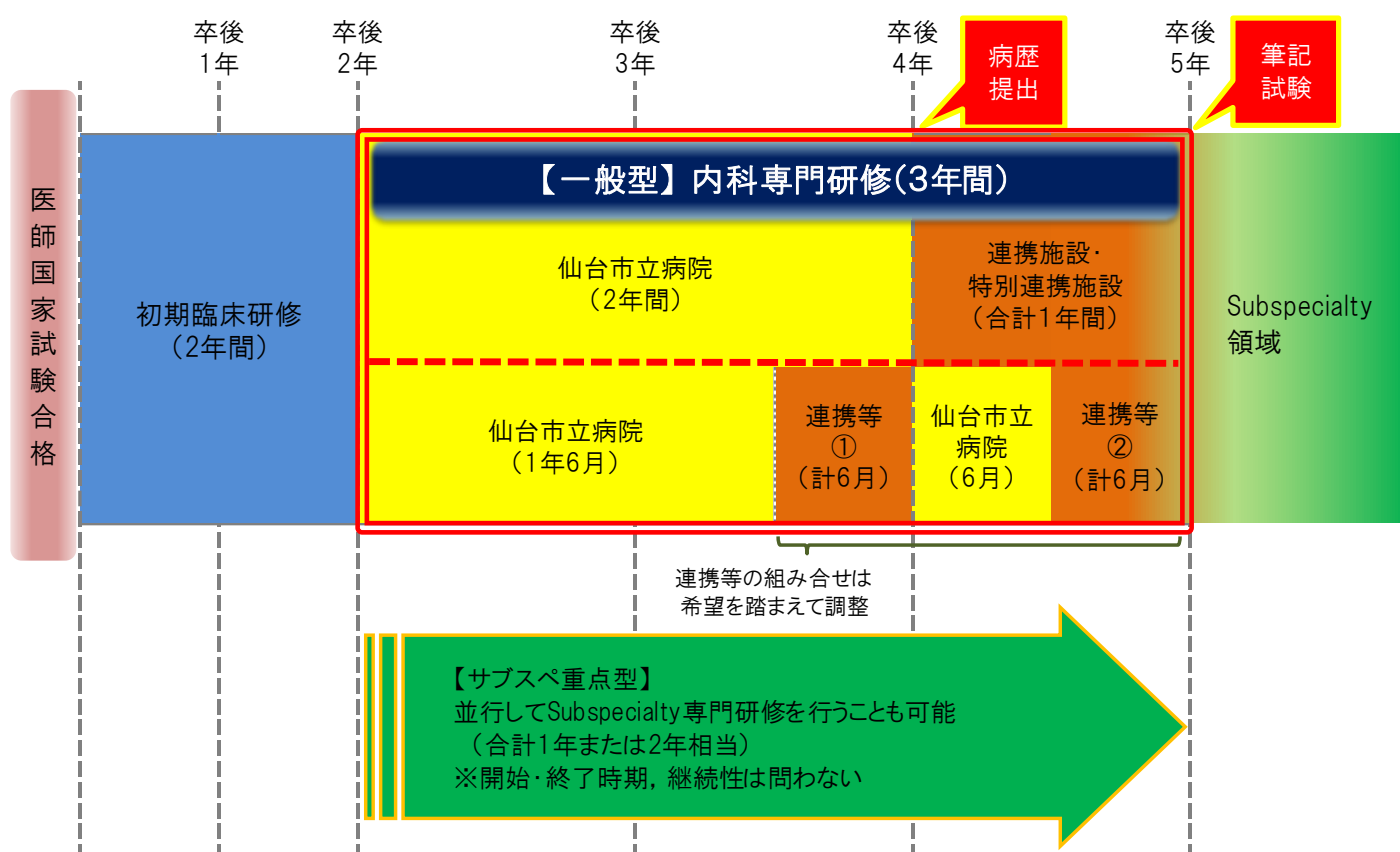 卒後
1年
卒後
2年
卒後
3年
卒後
4年
病歴
提出
卒後
5年
筆記
試験
医師国家試験合格
初期臨床研修
(2年間)
【一般型】内科専門研修(3年間)
仙台市立病院
(2年間)
連携施設・
特別連携施設
(合計1年間)
仙台市立病院
(1年6月)
連携等
①
(計6月)
仙台市立
病院
(6月)
連携等
②
(計6月)
Subspecialty
領域
連携等の組み合せは
希望を踏まえて調整
【サブスペ重点型】
並行してSubspecialty専門研修を行うことも可能
(合計1年または2年相当)
※開始・終了時期，継続性は問わない